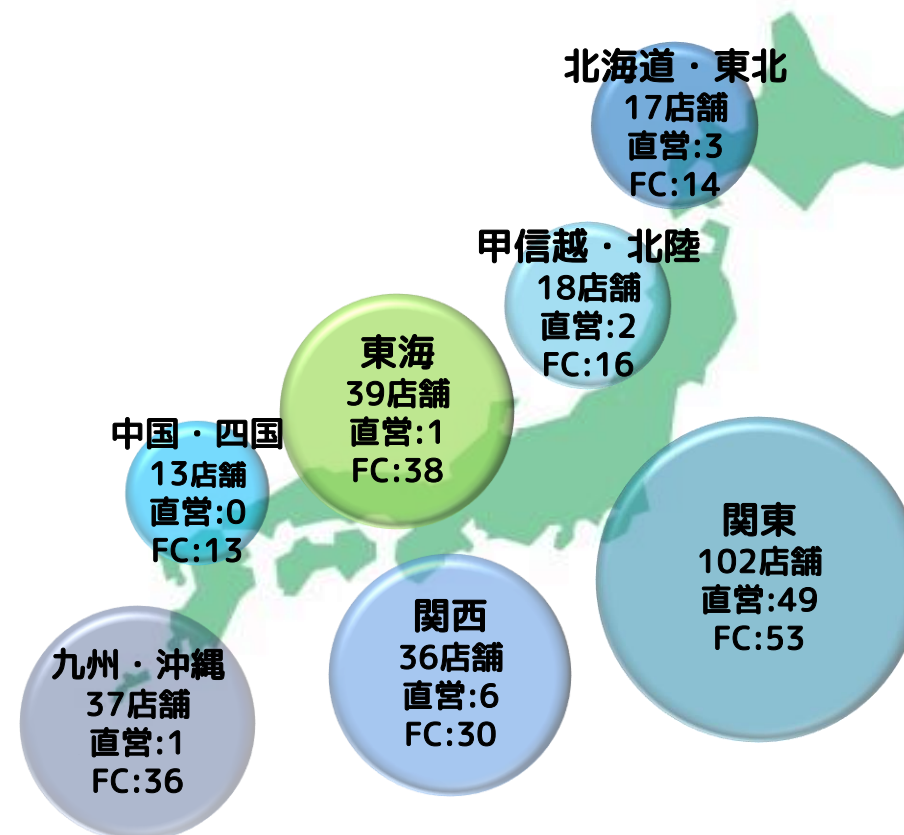 北海道・東北
17店舗
直営:3
FC:14
甲信越・北陸
18店舗
直営:2
FC:16
東海
39店舗
直営:1
FC:38
中国・四国
13店舗
直営:0
FC:13
関東
102店舗
直営:49
FC:53
関西
36店舗
直営:6
FC:30
九州・沖縄
37店舗
直営:1
FC:36